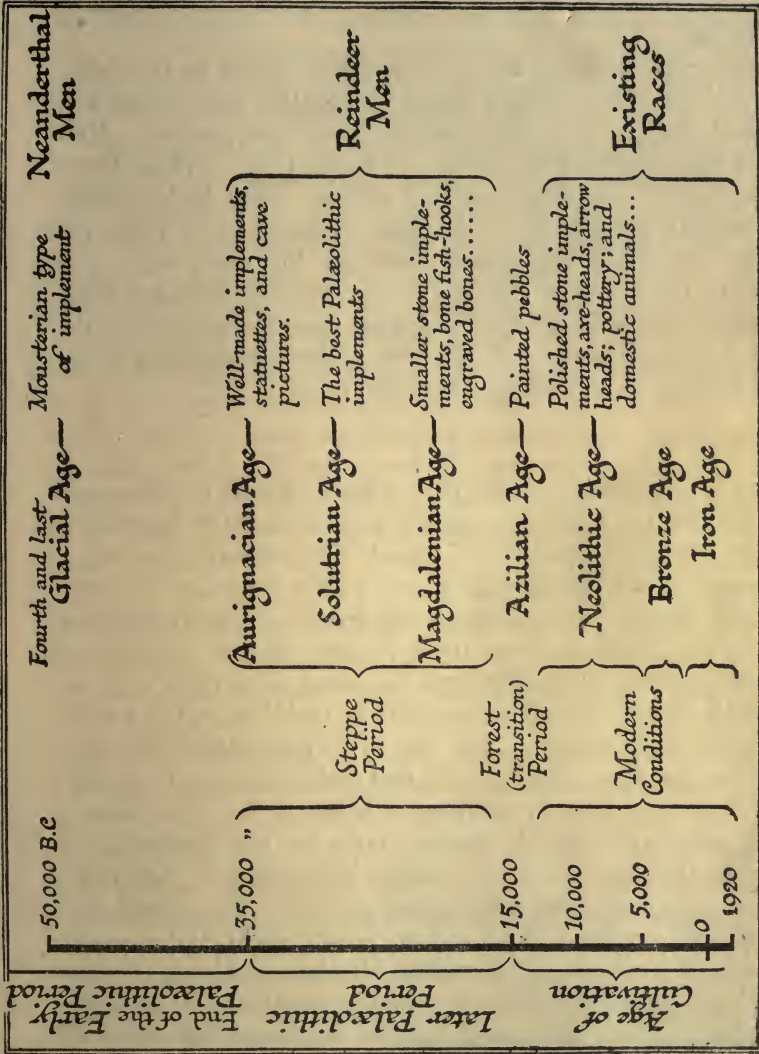 End of the Early
Palæolithic Period
Later Palæolithic
Period
Age of
Cultivation
50,000 B.C
35,000 "
15,000
10,000
5,000
0
1920
Steppe
Period
Forest
(transition)
Period
Modern
Conditions
Fourth and last
Glacial Age—
Aurignacian Age—
Solutrian Age—
Magdalenian Age—
Azilian Age—
Neolithic Age—
Bronze Age
Iron Age
Mousterian type
of implement
Well-made implements,
statuettes, and cave
pictures.
The best Palæolithic
implements
Smaller stone imple-
ments, bone fish-hooks,
engraved bones......
Painted pebbles
Polished stone imple-
ments, axe-heads, arrow
heads; pottery; and
domestic animals...
Neanderthal
Men
Reindeer
Men
Existing
Races